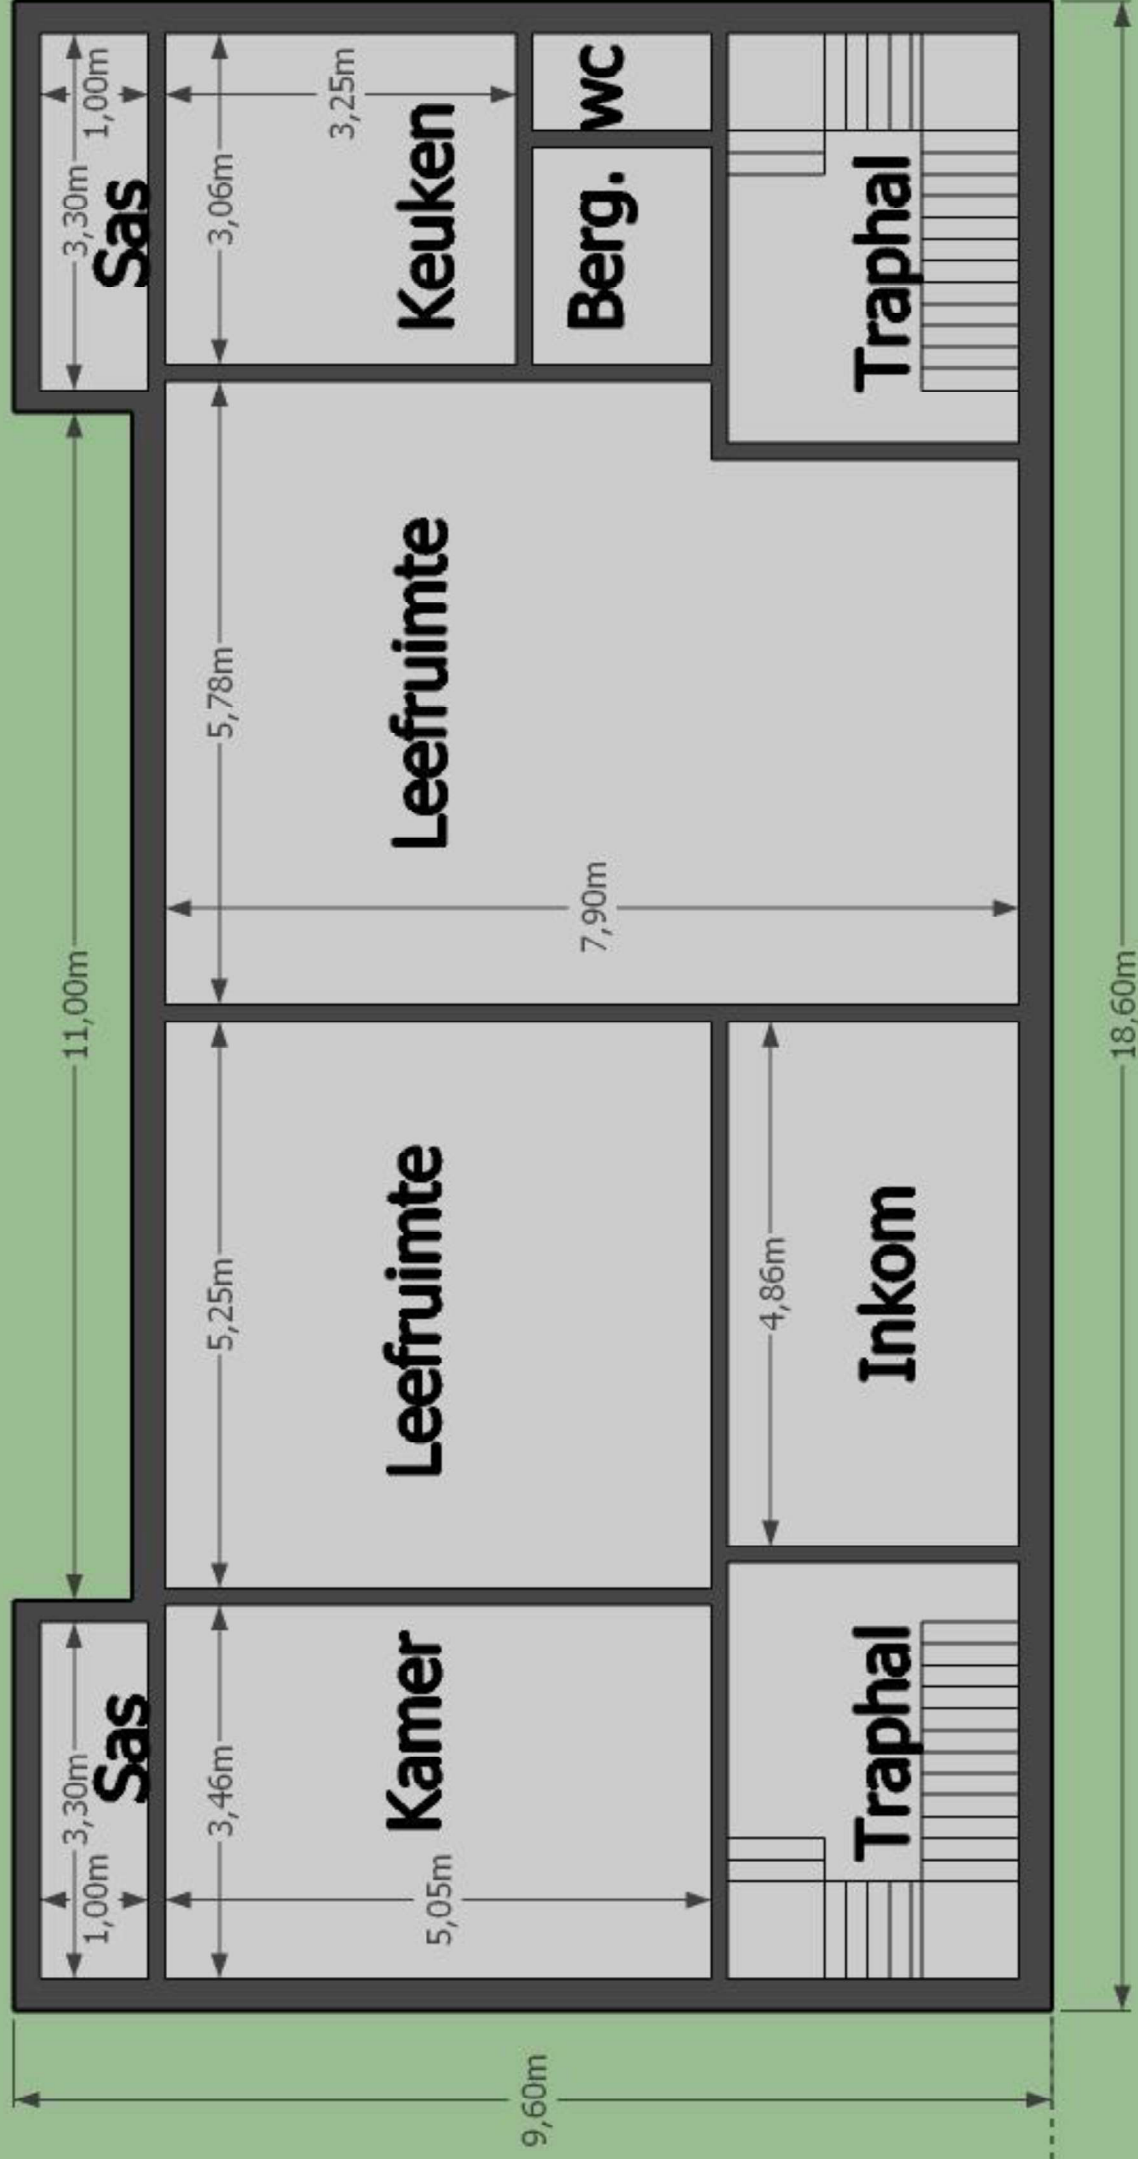 Sas
3,30m
1,00m
Kamer
3,46m
5,05m
Traphal
11,00m
Leefruimte
5,25m
Inkom
4,86m
Leefruimte
5,78m
7,90m
Sas
3,30m
1,00m
Keuken
3,06m
3,25m
Berg.
wc
Traphal
9,60m
18,60m